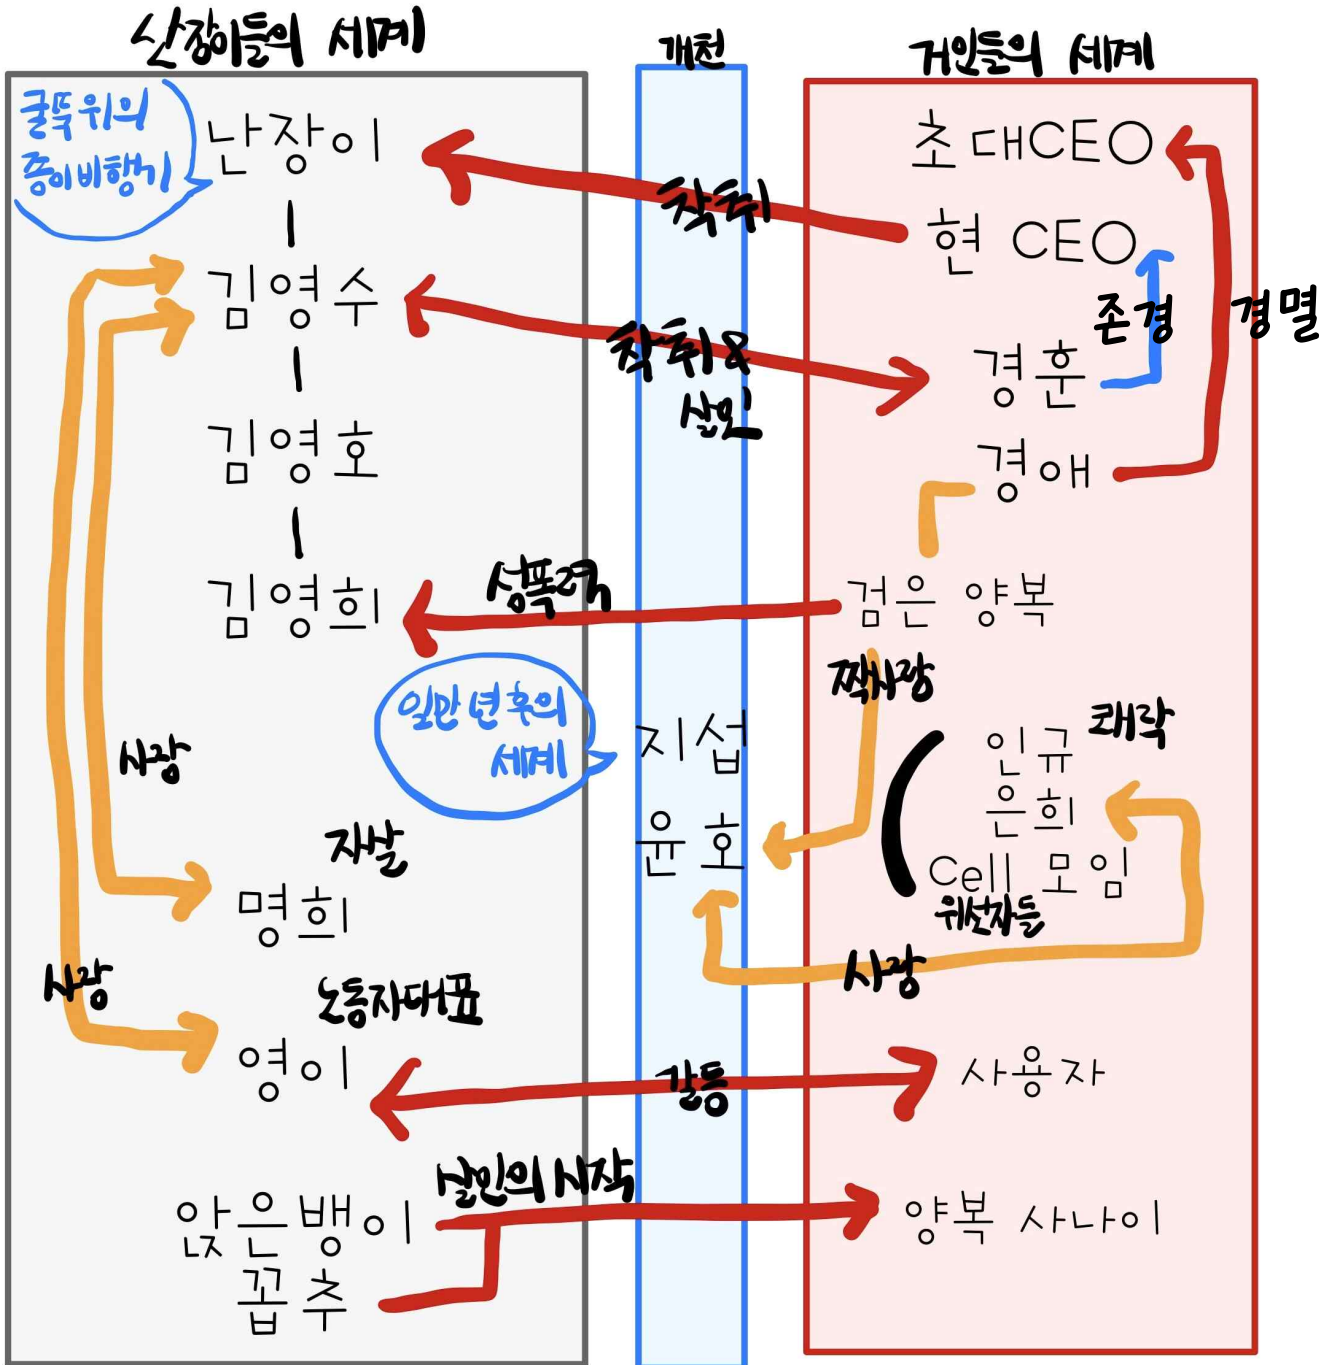 난장이들의 세계
개천
거인들의 세계
굴뚝 위의
종이비행기
난장이
착취
초대CEO
현 CEO
김영수
착취 &
살인
존경
경멸
경훈
김영호
경애
김영희
성폭력
검은 양복
짝사랑
일만 년 후의
세계
지섭
윤호
인규
쾌락
은희
Cell 모임
위선자들
사랑
자살
명희
사랑
사랑
노동자대표
영이
갈등
사용자
앉은뱅이
꼽추
살인의 시작
양복 사나이